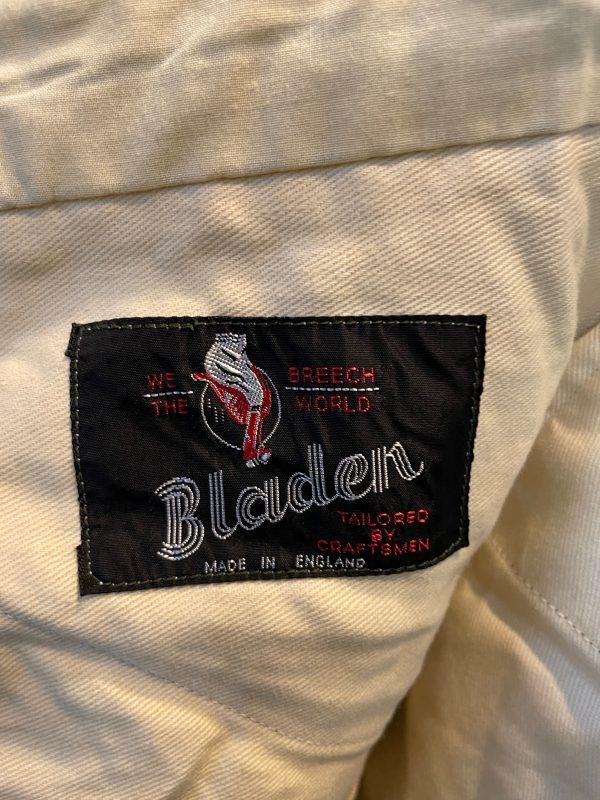 WE BREECH
THE WORLD
Bladen
TAILORED
BY
CRAFTSMEN
MADE IN ENGLAND